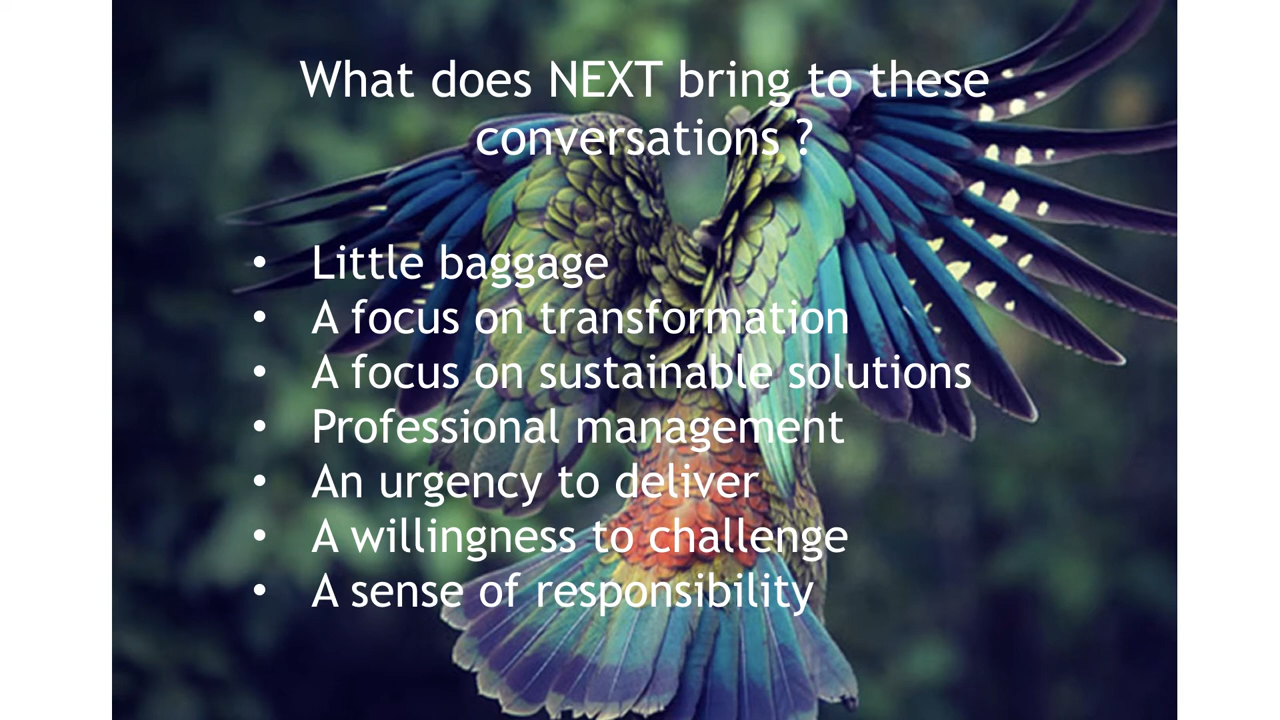 What does NEXT bring to these
conversations ?
• Little baggage
• A focus on transformation
• A focus on sustainable solutions
• Professional management
• An urgency to deliver
• A willingness to challenge
• A sense of responsibility